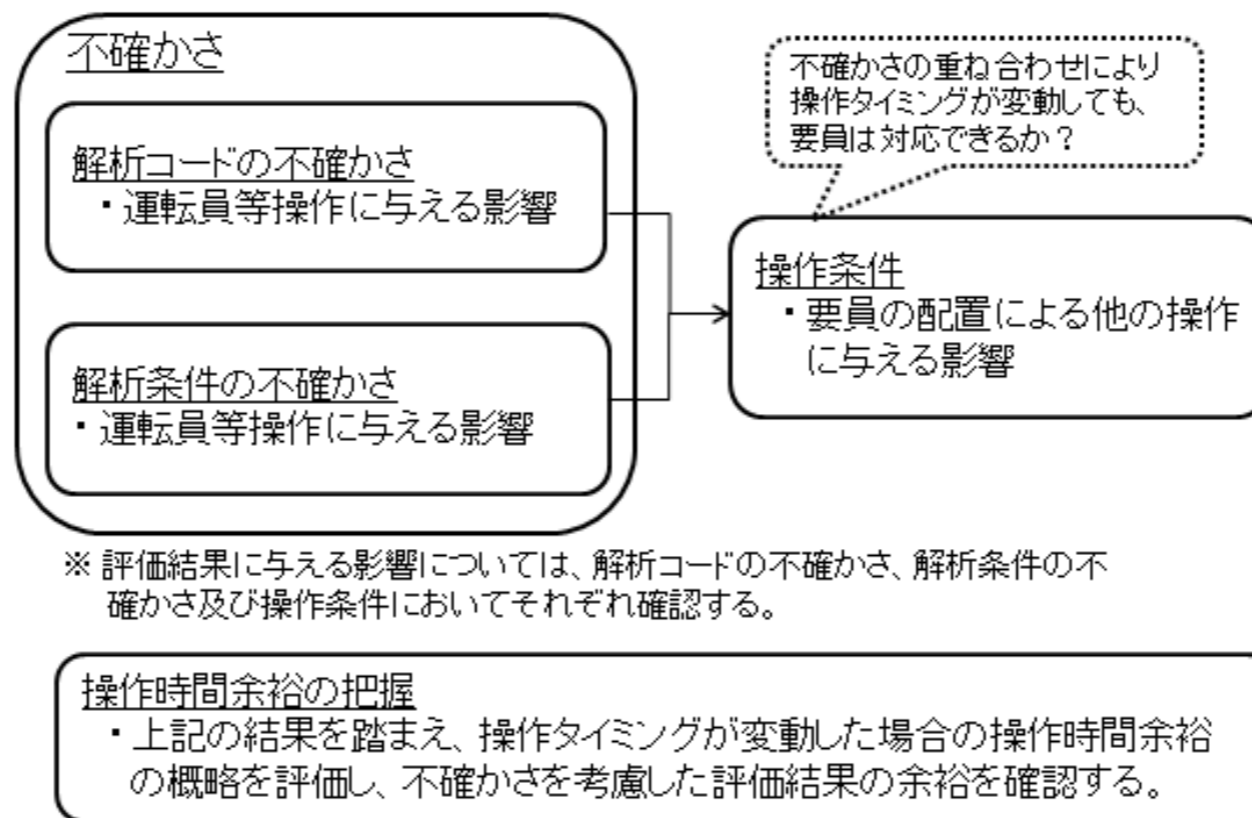 不確かさ
解析コードの不確かさ
・運転員等操作に与える影響
解析条件の不確かさ
・運転員等操作に与える影響
不確かさの重ね合わせにより
操作タイミングが変動しても、
要員は対応できるか?
操作条件
・要員の配置による他の操作
に与える影響
※ 評価結果に与える影響については、解析コードの不確かさ、解析条件の不
確かさ及び操作条件においてそれぞれ確認する。
操作時間余裕の把握
・上記の結果を踏まえ、操作タイミングが変動した場合の操作時間余裕
の概略を評価し、不確かさを考慮した評価結果の余裕を確認する。